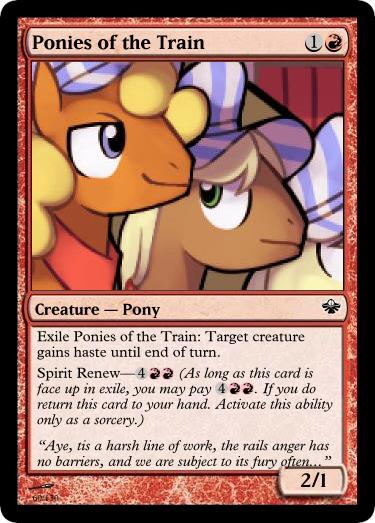 Ponies of the Train 1
Creature — Pony
Exile Ponies of the Train: Target creature
gains haste until end of turn.
Spirit Renew—4 (As long as this card is
face up in exile, you may pay 4. If you do
return this card to your hand. Activate this ability
only as a sorcery.)
“Aye, tis a harsh line of work, the rails anger has
no barriers, and we are subject to its fury often...”
2/1